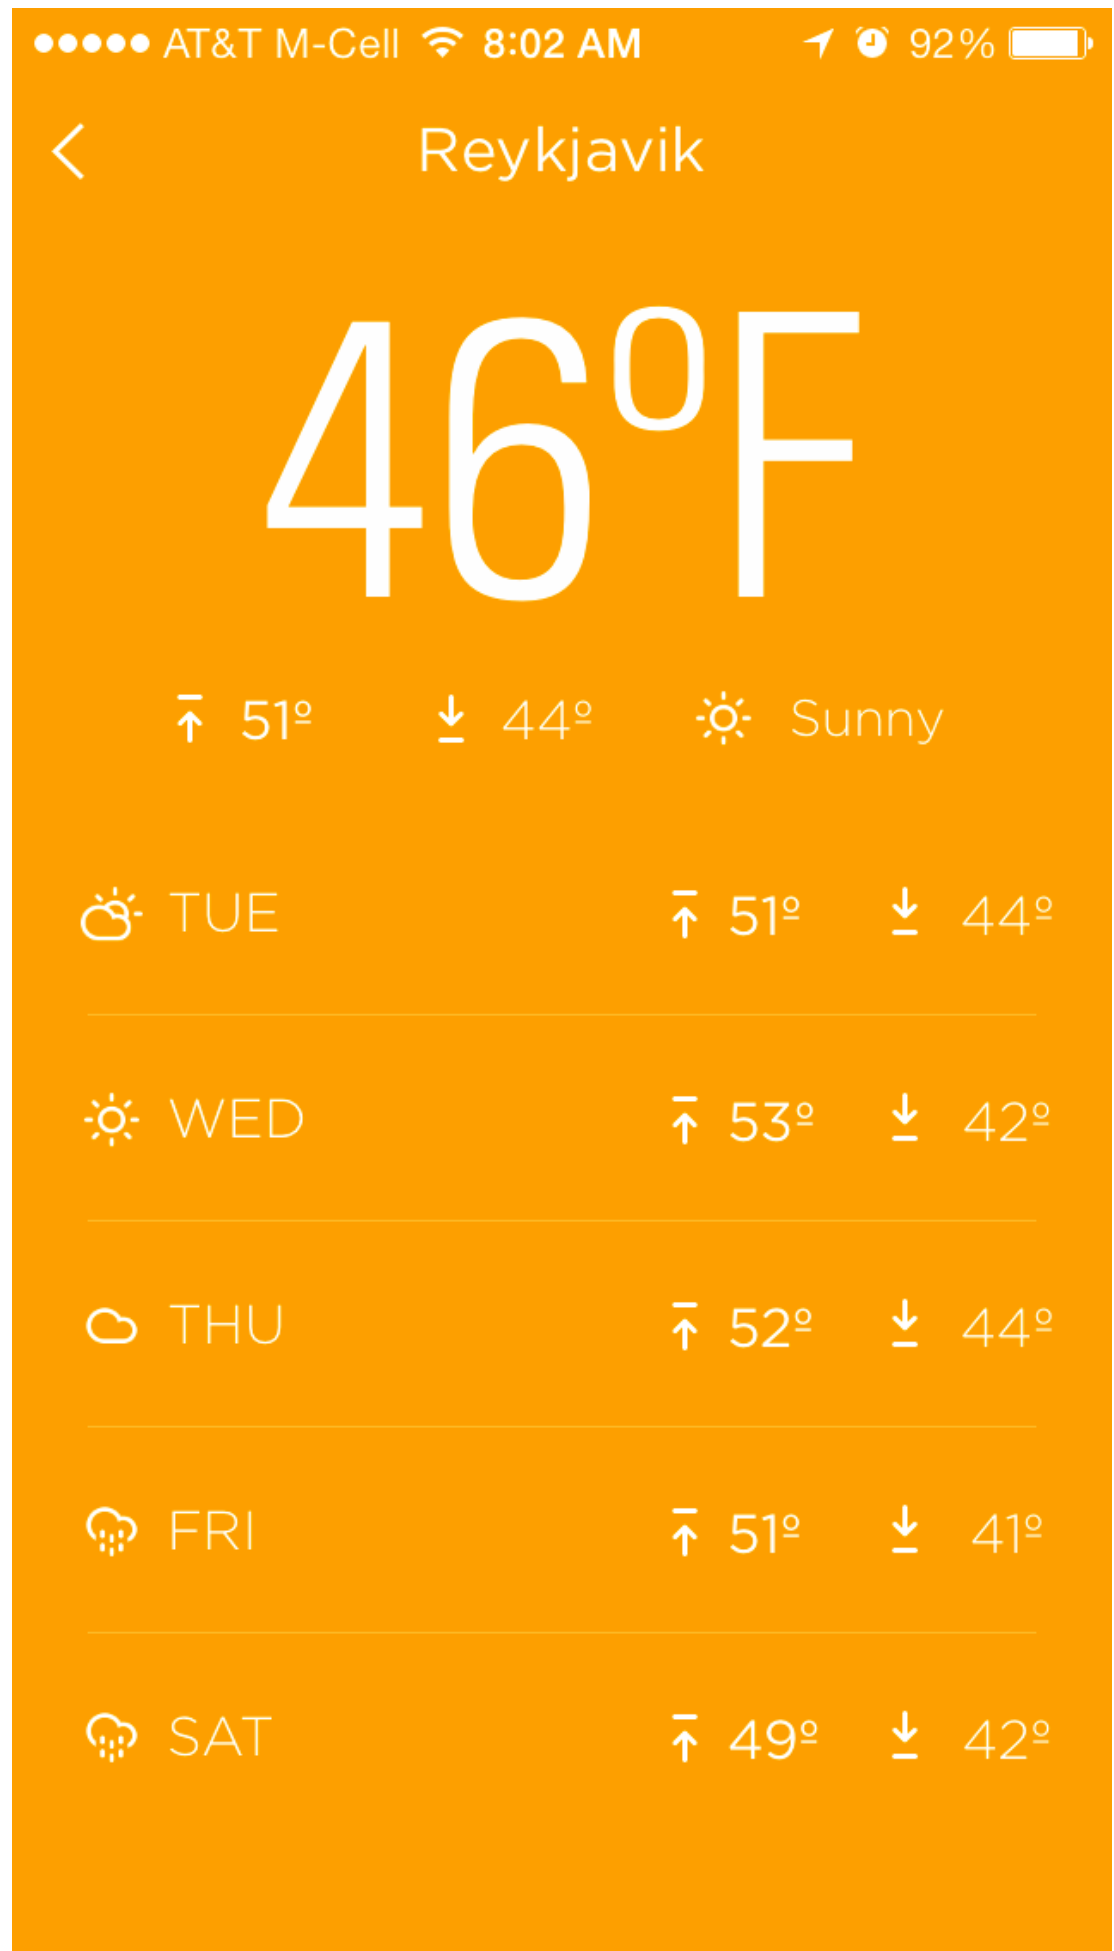 AT&T M-Cell 8:02 AM 92%
Reykjavik
46ºF
51º 44º Sunny
TUE 51º 44º
WED 53º 42º
THU 52º 44º
FRI 51º 41º
SAT 49º 42º